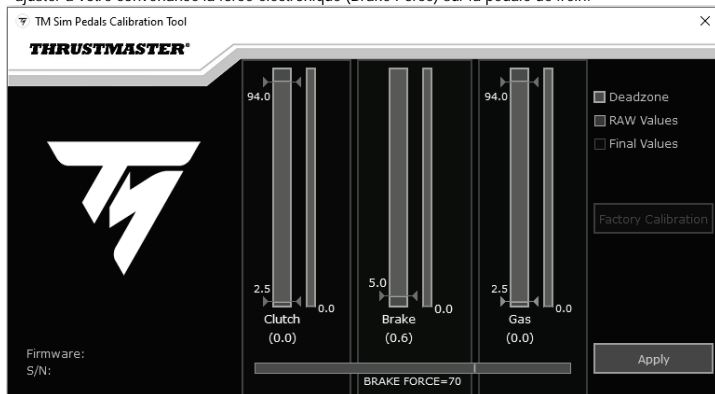 ajuster à votre convenance la force électronique (Brake Force) sur la pédale de frein.
TM Sim Pedals Calibration Tool
THRUSTMASTER®
94.0
94.0
Deadzone
RAW Values
Final Values
Factory Calibration
2.5
5.0
2.5
0.0
0.0
0.0
Clutch
Brake
Gas
(0.0)
(0.6)
(0.0)
Firmware:
S/N:
BRAKE FORCE=70
Apply